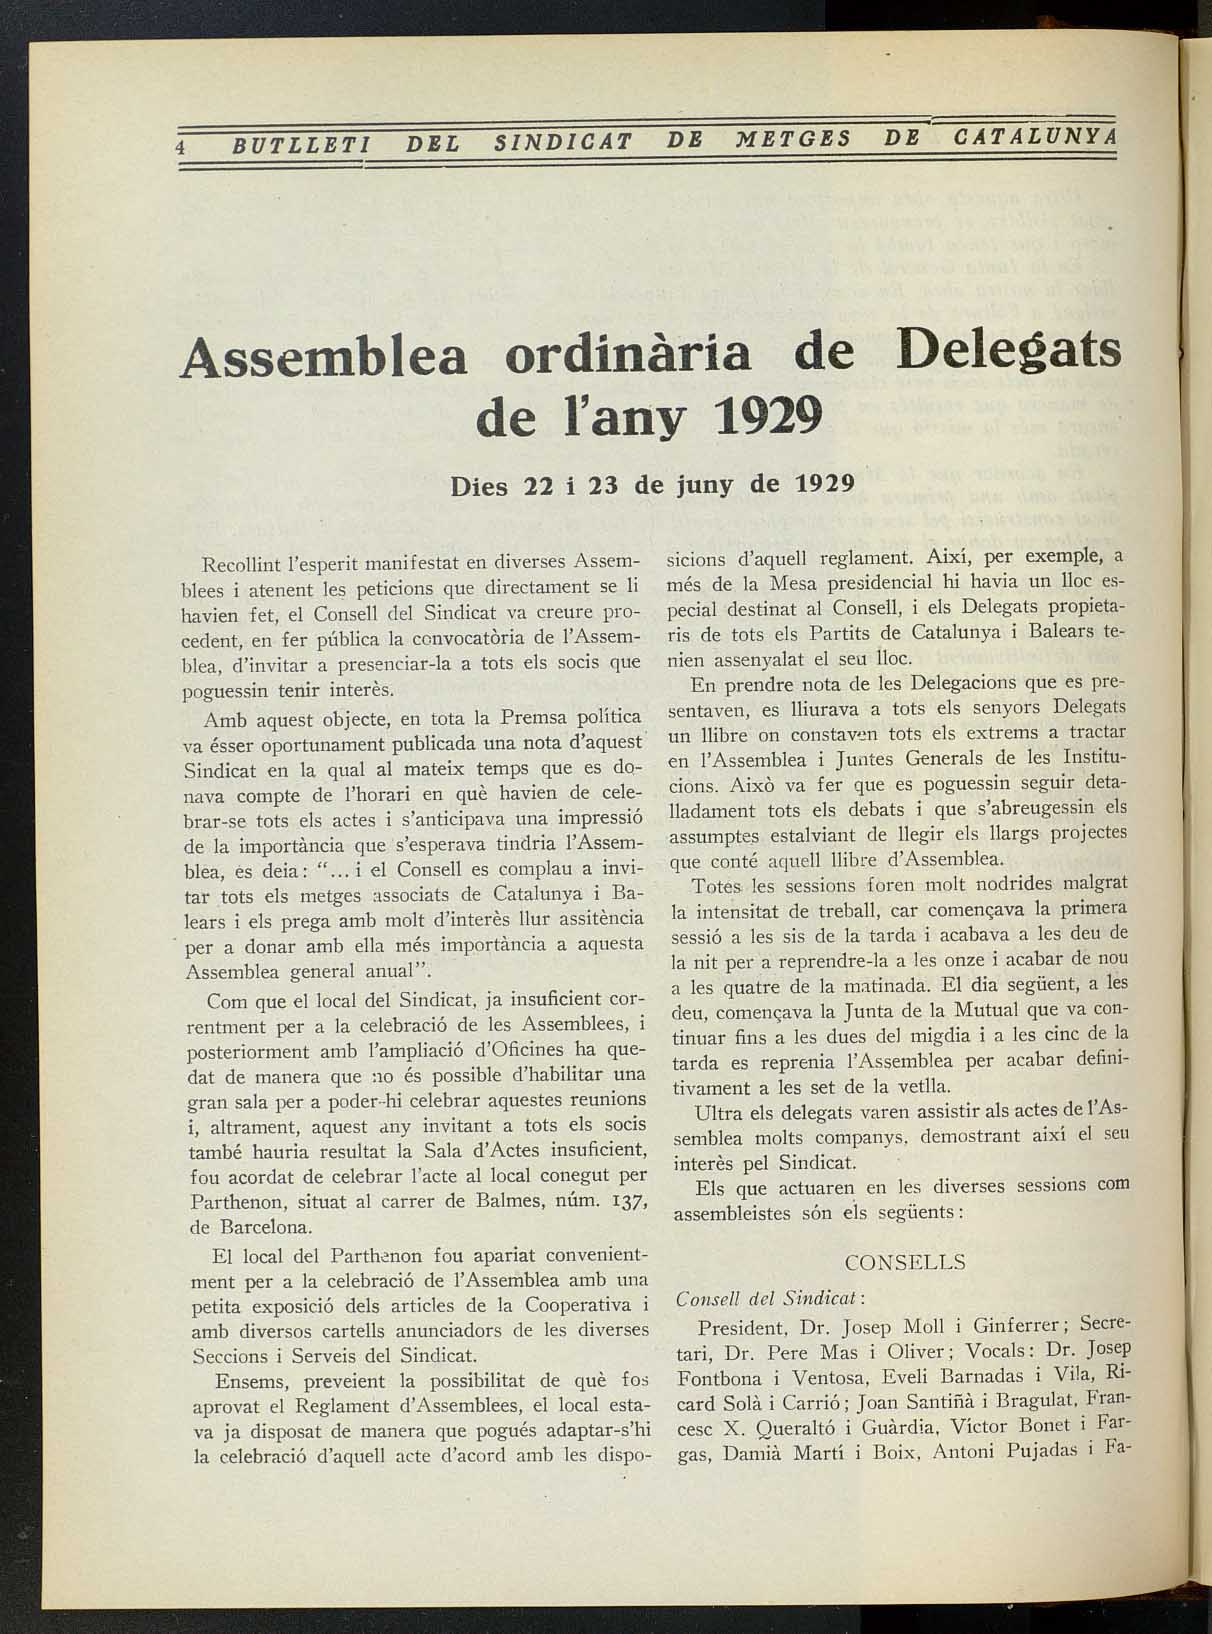 4 BUTLLETI DEL SINDICAT DE METGES DE CATALUNYA
Assemblea ordinària de Delegats
de l'any 1929
Dies 22 i 23 de juny de 1929
Recollint l'esperit manifestat en diverses Assem-
blees i atenent les peticions que directament se li
havien fet, el Consell del Sindicat va creure pro-
cedent, en fer pública la convocatòria de l'Assem-
blea, d'invitar a presenciar-la a tots els socis que
poguessin tenir interès.
Amb aquest objecte, en tota la Premsa política
va ésser oportunament publicada una nota d'aquest
Sindicat en la qual al mateix temps que es do-
nava compte de l'horari en què havien de cele-
brar-se tots els actes i s'anticipava una impressió
de la importància que s'esperava tindria l'Assem-
blea, es deia: "... i el Consell es complau a invi-
tar tots els metges associats de Catalunya i Ba-
lears i els prega amb molt d'interès llur assitència
per a donar amb ella més importància a aquesta
Assemblea general anual".
Com que el local del Sindicat, ja insuficient cor-
rentment per a la celebració de les Assemblees, i
posteriorment amb l'ampliació d'Oficines ha que-
dat de manera que no és possible d'habilitar una
gran sala per a poder-hi celebrar aquestes reunions
i, altrament, aquest any invitant a tots els socis
també hauria resultat la Sala d'Actes insuficient,
fou acordat de celebrar l'acte al local conegut per
Parthenon, situat al carrer de Balmes, núm. 137,
de Barcelona.
El local del Parthenon fou apariat convenient-
ment per a la celebració de l'Assemblea amb una
petita exposició dels articles de la Cooperativa i
amb diversos cartells anunciadors de les diverses
Seccions i Serveis del Sindicat.
Ensems, preveient la possibilitat de què fos
aprovat el Reglament d'Assemblees, el local esta-
va ja disposat de manera que pogués adaptar-s'hi
la celebració d'aquell acte d'acord amb les dispo-
sicions d'aquell reglament. Així, per exemple, a
més de la Mesa presidencial hi havia un lloc es-
pecial destinat al Consell, i els Delegats propieta-
ris de tots els Partits de Catalunya i Balears te-
nien assenyalat el seu lloc.
En prendre nota de les Delegacions que es pre-
sentaven, es lliurava a tots els senyors Delegats
un llibre on constaven tots els extrems a tractar
en l'Assemblea i Juntes Generals de les Institu-
cions. Això va fer que es poguessin seguir deta-
lladament tots els debats i que s'abreugessin els
assumptes estalviant de llegir els llargs projectes
que conté aquell llibre d'Assemblea.
Totes les sessions foren molt nodrides malgrat
la intensitat de treball, car començava la primera
sessió a les sis de la tarda i acabava a les deu de
la nit per a reprendre-la a les onze i acabar de nou
a les quatre de la matinada. El dia següent, a les
deu, començava la Junta de la Mutual que va con-
tinuar fins a les dues del migdia i a les cinc de la
tarda es reprenia l'Assemblea per acabar defini-
tivament a les set de la vetlla.
Ultra els delegats varen assistir als actes de l'As-
semblea molts companys, demostrant així el seu
interès pel Sindicat.
Els que actuaren en les diverses sessions com
assembleistes són els següents:
CONSELLS
Consell del Sindicat:
President, Dr. Josep Moll i Ginferrer; Secre-
tari, Dr. Pere Mas i Oliver; Vocals: Dr. Josep
Fontbona i Ventosa, Eveli Barnadas i Vila, Ri-
card Solà i Carrió; Joan Santiñà i Bragulat, Fran-
cesc X. Queraltó i Guàrdia, Víctor Bonet i Far-
gas, Damià Martí i Boix, Antoni Pujadas i Fa-